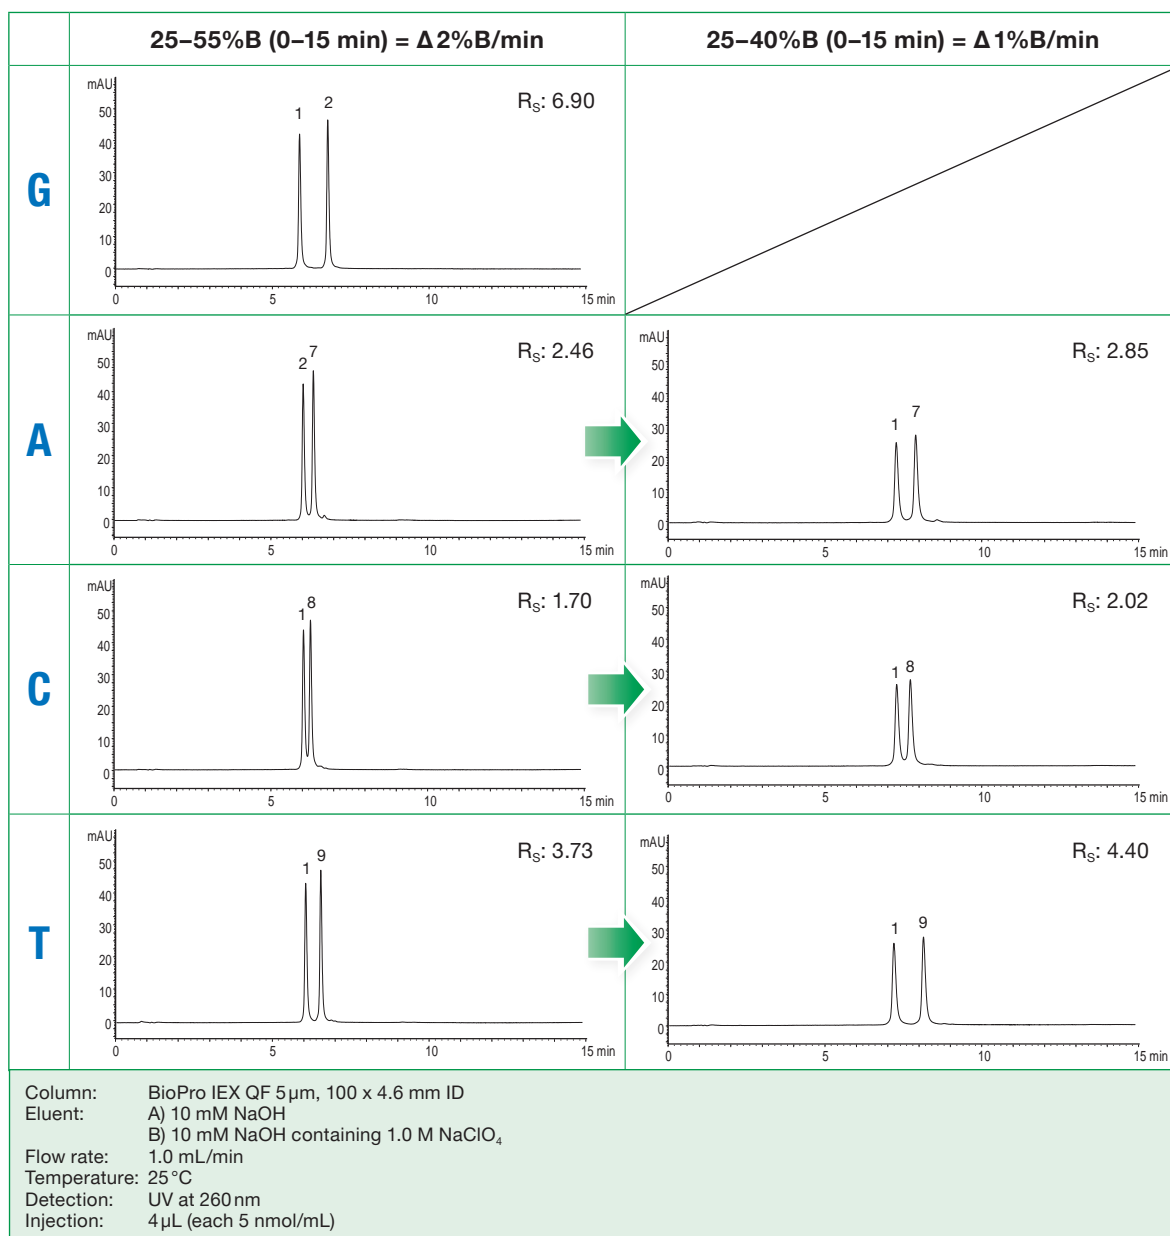 25–55%B (0–15 min) = Δ 2%B/min
25–40%B (0–15 min) = Δ 1%B/min
G
mAU
50
40
30
20
10
0
1
2
RS: 6.90
0
5
10
15 min
A
mAU
50
40
30
20
10
0
2
7
RS: 2.46
0
5
10
15 min
mAU
50
40
30
20
10
0
1
7
RS: 2.85
0
5
10
15 min
C
mAU
50
40
30
20
10
0
1
8
RS: 1.70
0
5
10
15 min
mAU
50
40
30
20
10
0
1
8
RS: 2.02
0
5
10
15 min
T
mAU
50
40
30
20
10
0
1
9
RS: 3.73
0
5
10
15 min
mAU
50
40
30
20
10
0
1
9
RS: 4.40
0
5
10
15 min
Column: BioPro IEX QF 5 µm, 100 x 4.6 mm ID
Eluent: A) 10 mM NaOH
B) 10 mM NaOH containing 1.0 M NaClO4
Flow rate: 1.0 mL/min
Temperature: 25 °C
Detection: UV at 260 nm
Injection: 4 µL (each 5 nmol/mL)